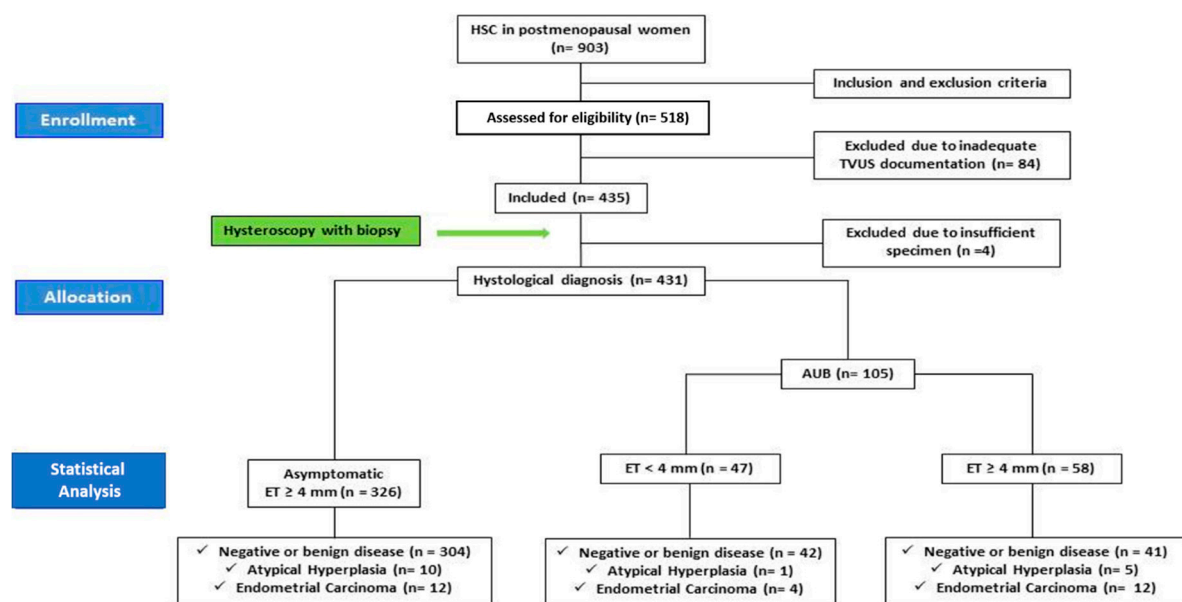 HSC in postmenopausal women
(n= 903)
Inclusion and exclusion criteria
Enrollment
Assessed for eligibility (n= 518)
Excluded due to inadequate
TVUS documentation (n= 84)
Included (n= 435)
Hysteroscopy with biopsy
Excluded due to insufficient
specimen (n =4)
Allocation
Hystological diagnosis (n= 431)
AUB (n= 105)
Statistical
Analysis
Asymptomatic
ET ≥ 4 mm (n = 326)
ET < 4 mm (n = 47)
ET ≥ 4 mm (n = 58)
✓ Negative or benign disease (n = 304)
✓ Atypical Hyperplasia (n= 10)
✓ Endometrial Carcinoma (n= 12)
✓ Negative or benign disease (n = 42)
✓ Atypical Hyperplasia (n= 1)
✓ Endometrial Carcinoma (n= 4)
✓ Negative or benign disease (n = 41)
✓ Atypical Hyperplasia (n= 5)
✓ Endometrial Carcinoma (n= 12)